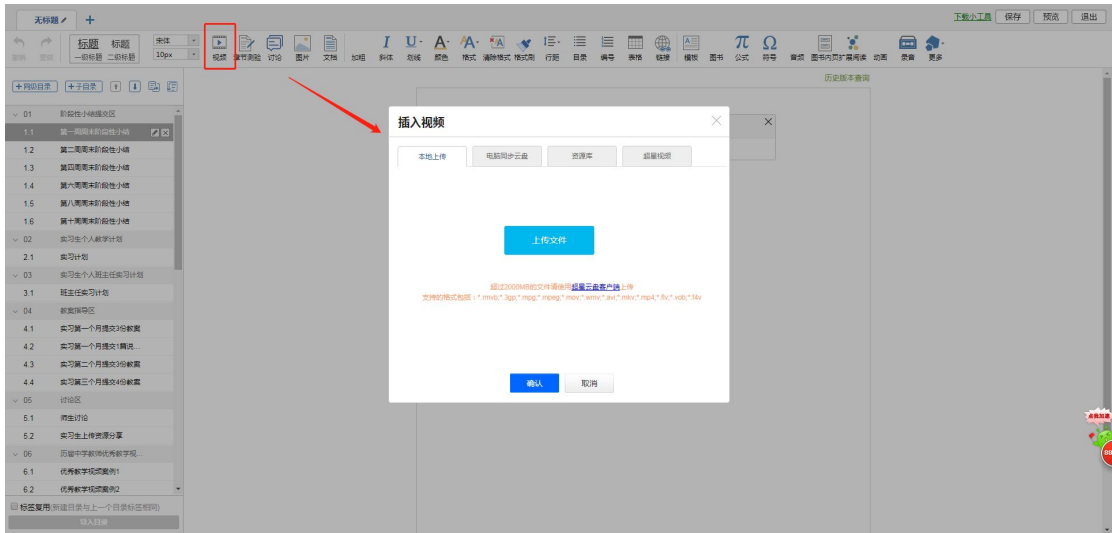 无标题
下载小工具 保存 预览 退出
标题 标题 宋体
一级标题 二级标题 10px
视频 章节测验 讨论 图片 文档 加粗 斜体 划线 颜色 格式 清除格式 格式刷 行距 目录 编号 表格 链接 模板 图书 公式 符号 音频 图书内页扩展阅读 动画 录音 更多
历史版本查询
+同级目录 +子目录
01 阶段性小结提交区
1.1 第一周周末阶段性小结
1.2 第二周周末阶段性小结
1.3 第四周周末阶段性小结
1.4 第六周周末阶段性小结
1.5 第八周周末阶段性小结
1.6 第十周周末阶段性小结
02 实习生个人教学计划
2.1 实习计划
03 实习生个人班主任实习计划
3.1 班主任实习计划
04 教案指导区
4.1 实习第一个月提交3份教案
4.2 实习第一个月提交1篇说...
4.3 实习第二个月提交3份教案
4.4 实习第三个月提交4份教案
05 讨论区
5.1 师生讨论
5.2 实习生上传资源分享
06 历届中学教师优秀教学视...
6.1 优秀教学视频案例1
6.2 优秀教学视频案例2
标签复用(新建目录与上一个目录标签相同)
导入目录
插入视频
本地上传 电脑同步云盘 资源库 超星视频
上传文件
超过2000MB的文件请使用超星云盘客户端上传
支持的格式包括：*.rmvb;*.3gp;*.mpg;*.mpeg;*.mov;*.wmv;*.avi;*.mkv;*.mp4;*.flv;*.vob;*.f4v
确认 取消
点我加速